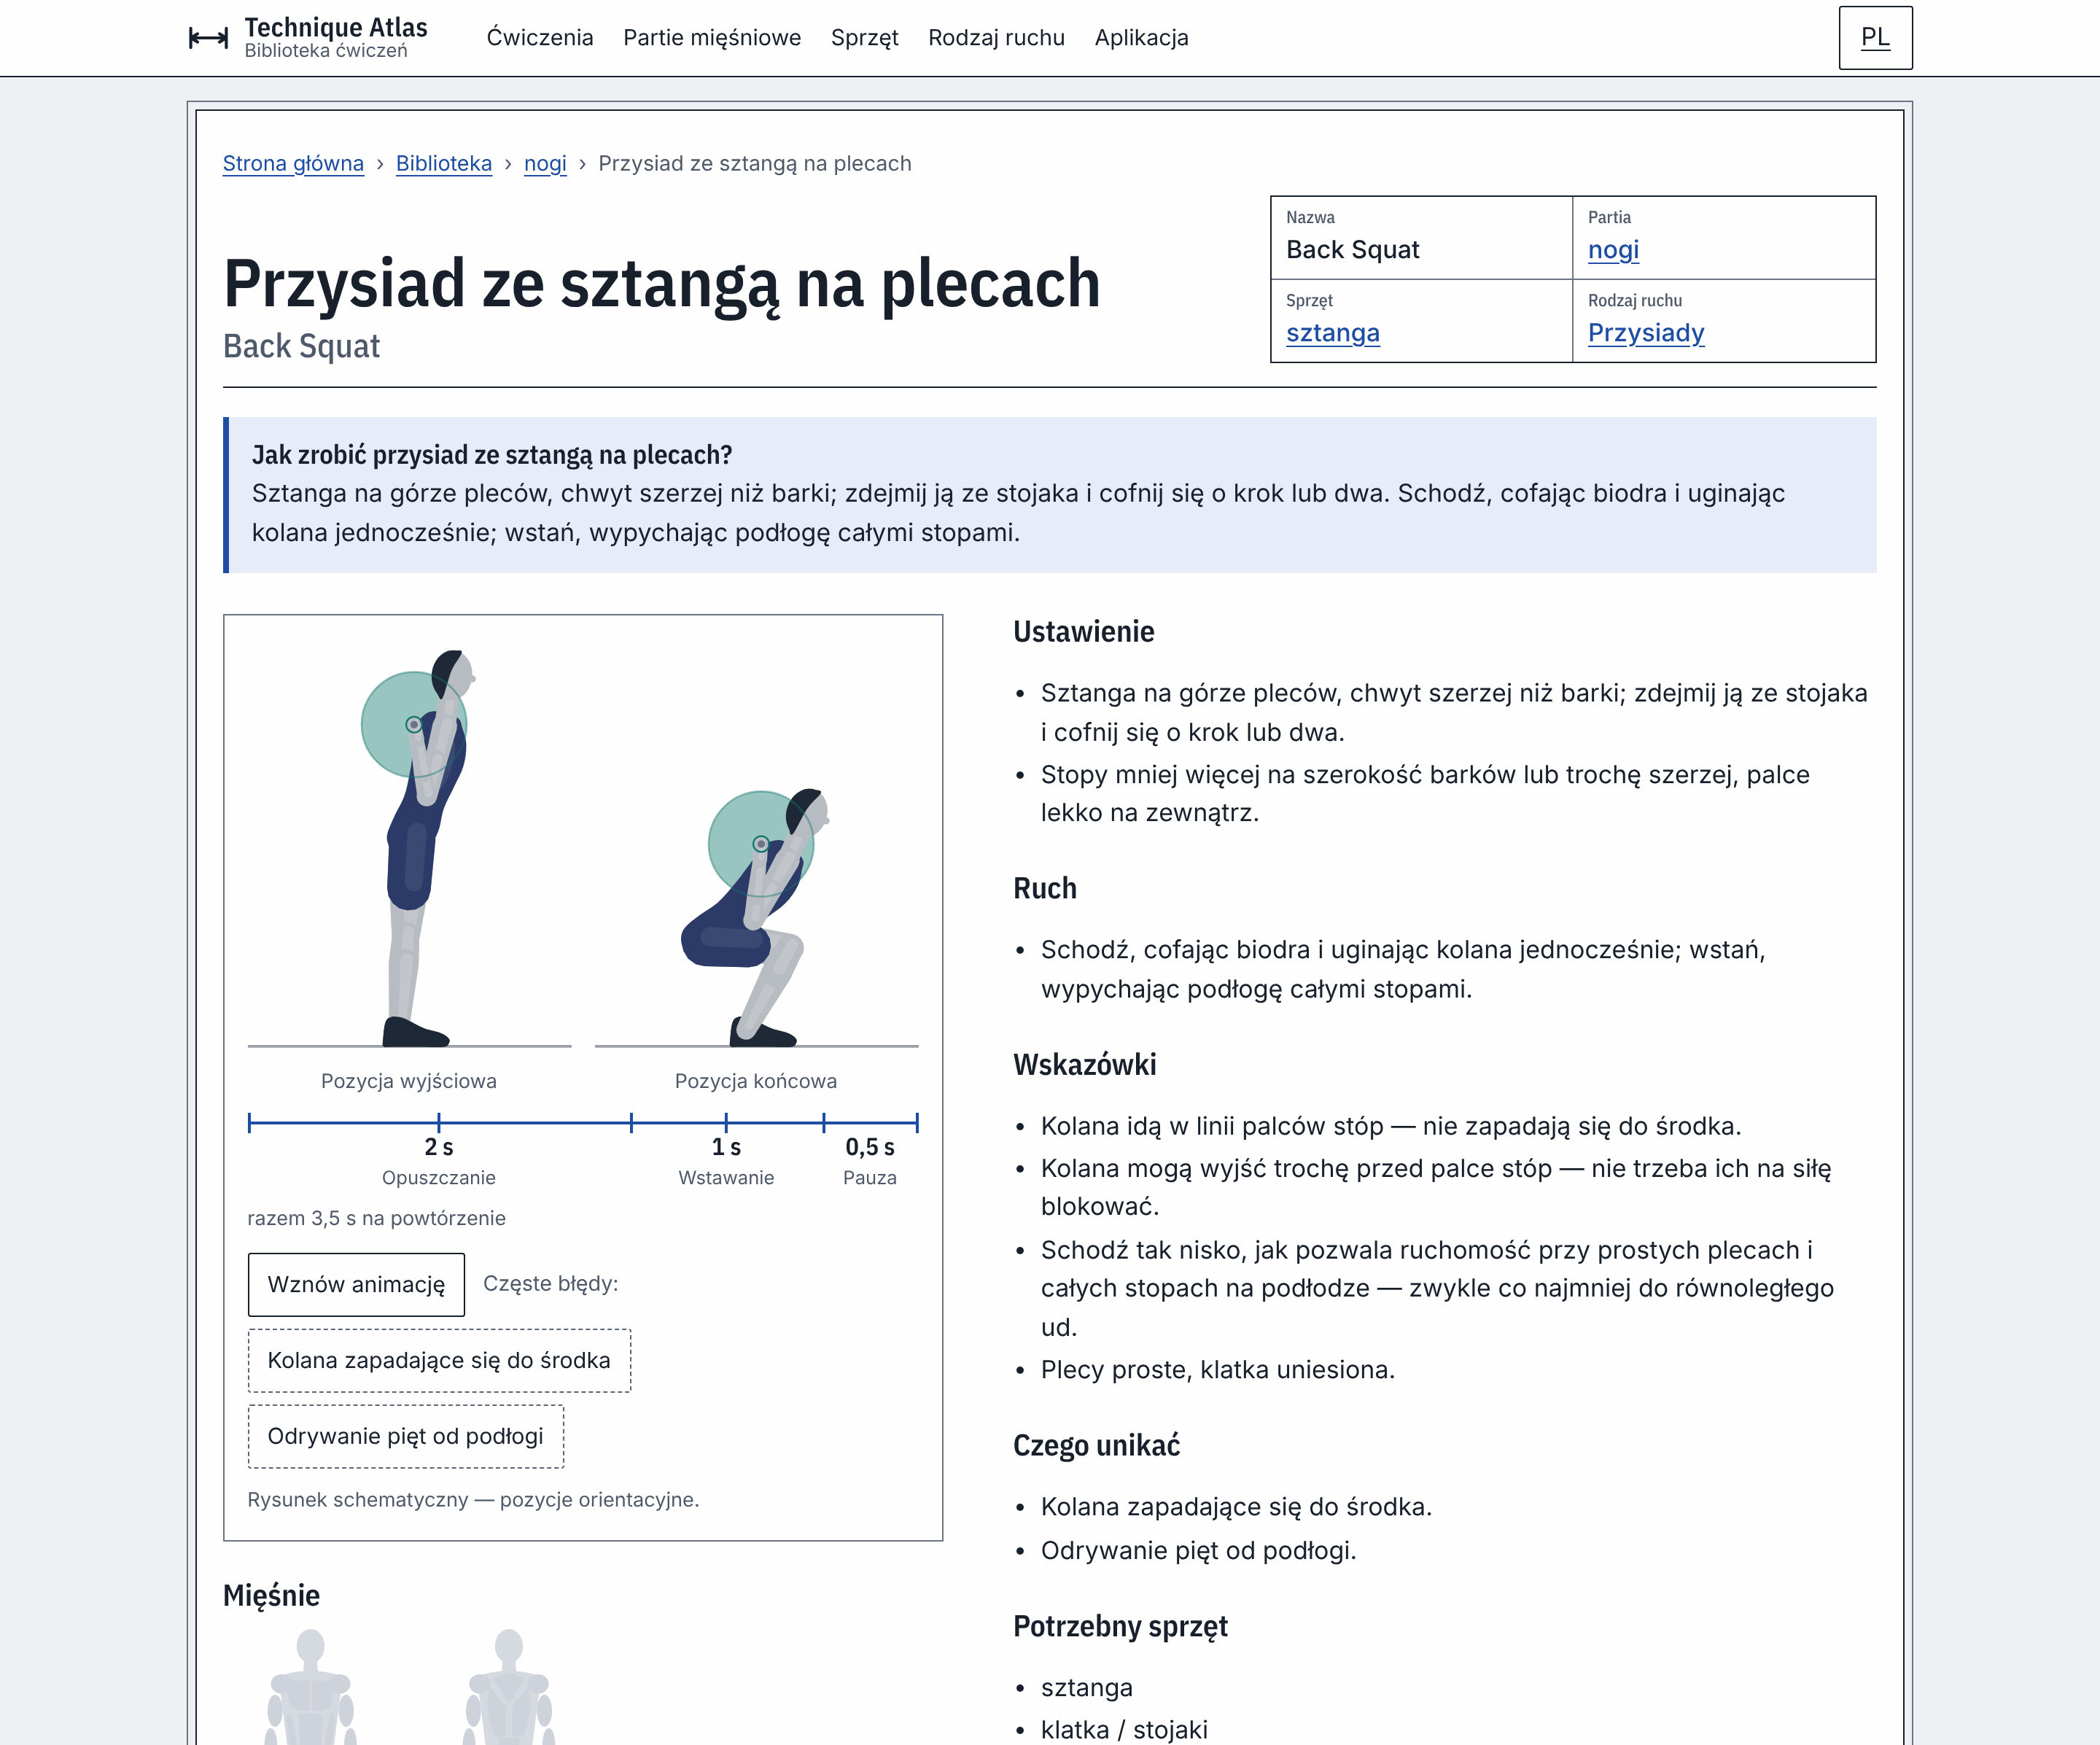 Technique Atlas
Biblioteka ćwiczeń
Ćwiczenia
Partie mięśniowe
Sprzęt
Rodzaj ruchu
Aplikacja
PL
Strona główna › Biblioteka › nogi › Przysiad ze sztangą na plecach
Przysiad ze sztangą na plecach
Back Squat
Nazwa
Back Squat
Partia
nogi
Sprzęt
sztanga
Rodzaj ruchu
Przysiady
Jak zrobić przysiad ze sztangą na plecach?
Sztanga na górze pleców, chwyt szerzej niż barki; zdejmij ją ze stojaka i cofnij się o krok lub dwa. Schodź, cofając biodra i uginając
kolana jednocześnie; wstań, wypychając podłogę całymi stopami.
Pozycja wyjściowa
Pozycja końcowa
2 s
Opuszczanie
1 s
Wstawanie
0,5 s
Pauza
razem 3,5 s na powtórzenie
Wznów animację
Częste błędy:
Kolana zapadające się do środka
Odrywanie pięt od podłogi
Rysunek schematyczny — pozycje orientacyjne.
Mięśnie
Ustawienie
• Sztanga na górze pleców, chwyt szerzej niż barki; zdejmij ją ze stojaka
i cofnij się o krok lub dwa.
• Stopy mniej więcej na szerokość barków lub trochę szerzej, palce
lekko na zewnątrz.
Ruch
• Schodź, cofając biodra i uginając kolana jednocześnie; wstań,
wypychając podłogę całymi stopami.
Wskazówki
• Kolana idą w linii palców stóp — nie zapadają się do środka.
• Kolana mogą wyjść trochę przed palce stóp — nie trzeba ich na siłę
blokować.
• Schodź tak nisko, jak pozwala ruchomość przy prostych plecach i
całych stopach na podłodze — zwykle co najmniej do równoległego
ud.
• Plecy proste, klatka uniesiona.
Czego unikać
• Kolana zapadające się do środka.
• Odrywanie pięt od podłogi.
Potrzebny sprzęt
• sztanga
• klatka / stojaki